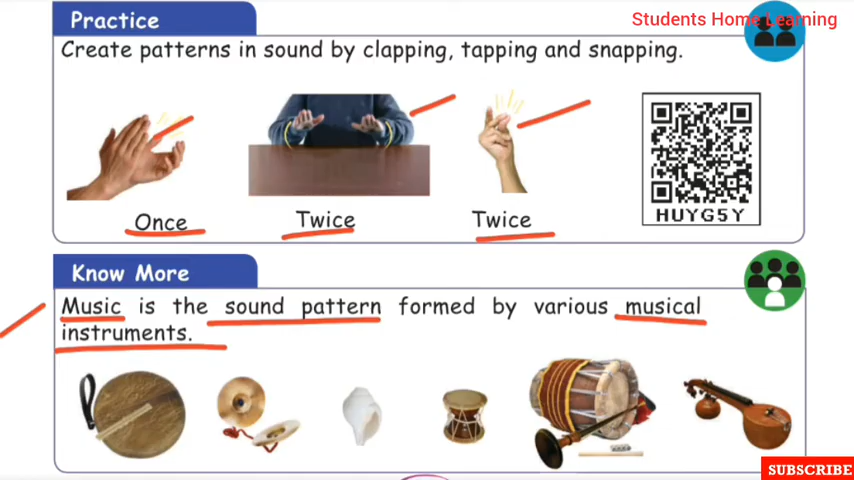 Students Home Learning
Practice
Create patterns in sound by clapping, tapping and snapping.
Once
Twice
Twice
HUYG5Y
Know More
Music is the sound pattern formed by various musical
instruments.
SUBSCRIBE